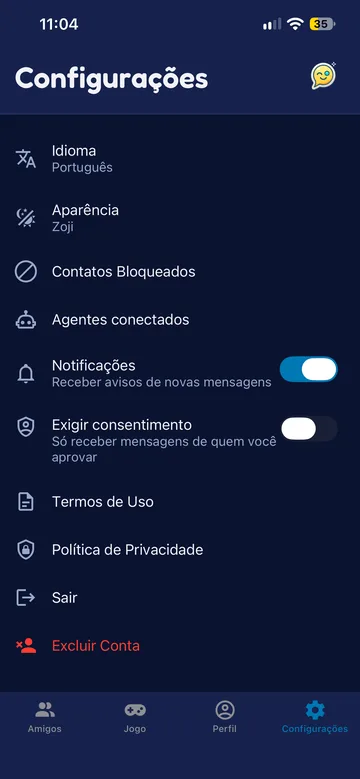 11:04
35
Configurações
Idioma
Português
Aparência
Zoji
Contatos Bloqueados
Agentes conectados
Notificações
Receber avisos de novas mensagens
Exigir consentimento
Só receber mensagens de quem você
aprovar
Termos de Uso
Política de Privacidade
Sair
Excluir Conta
Amigos
Jogo
Perfil
Configurações